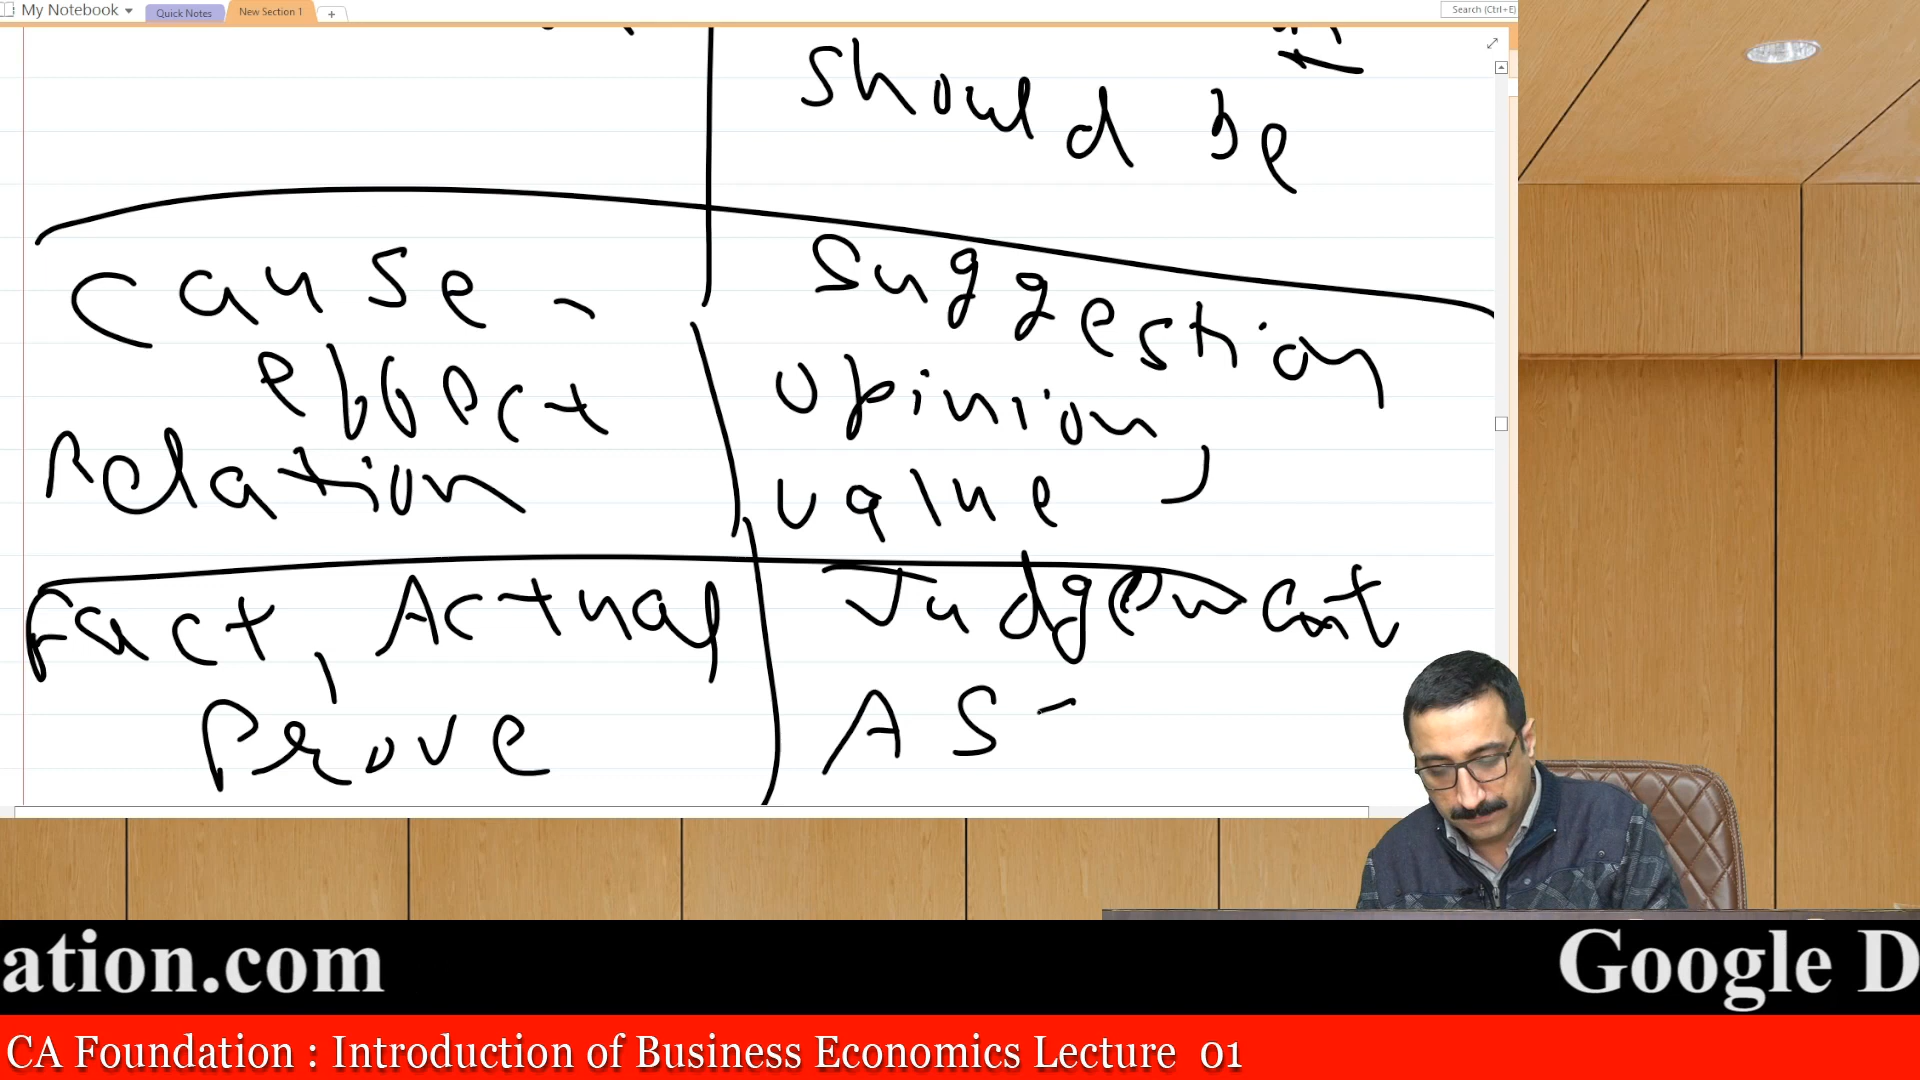 My Notebook
Quick Notes
New Section 1
+
Search (Ctrl+E)
should be
Cause -
effect
relation
Suggestion
opinion,
value
Fact, Actual
Prove
Judgement
As
ation.com
Google D
CA Foundation : Introduction of Business Economics Lecture 01